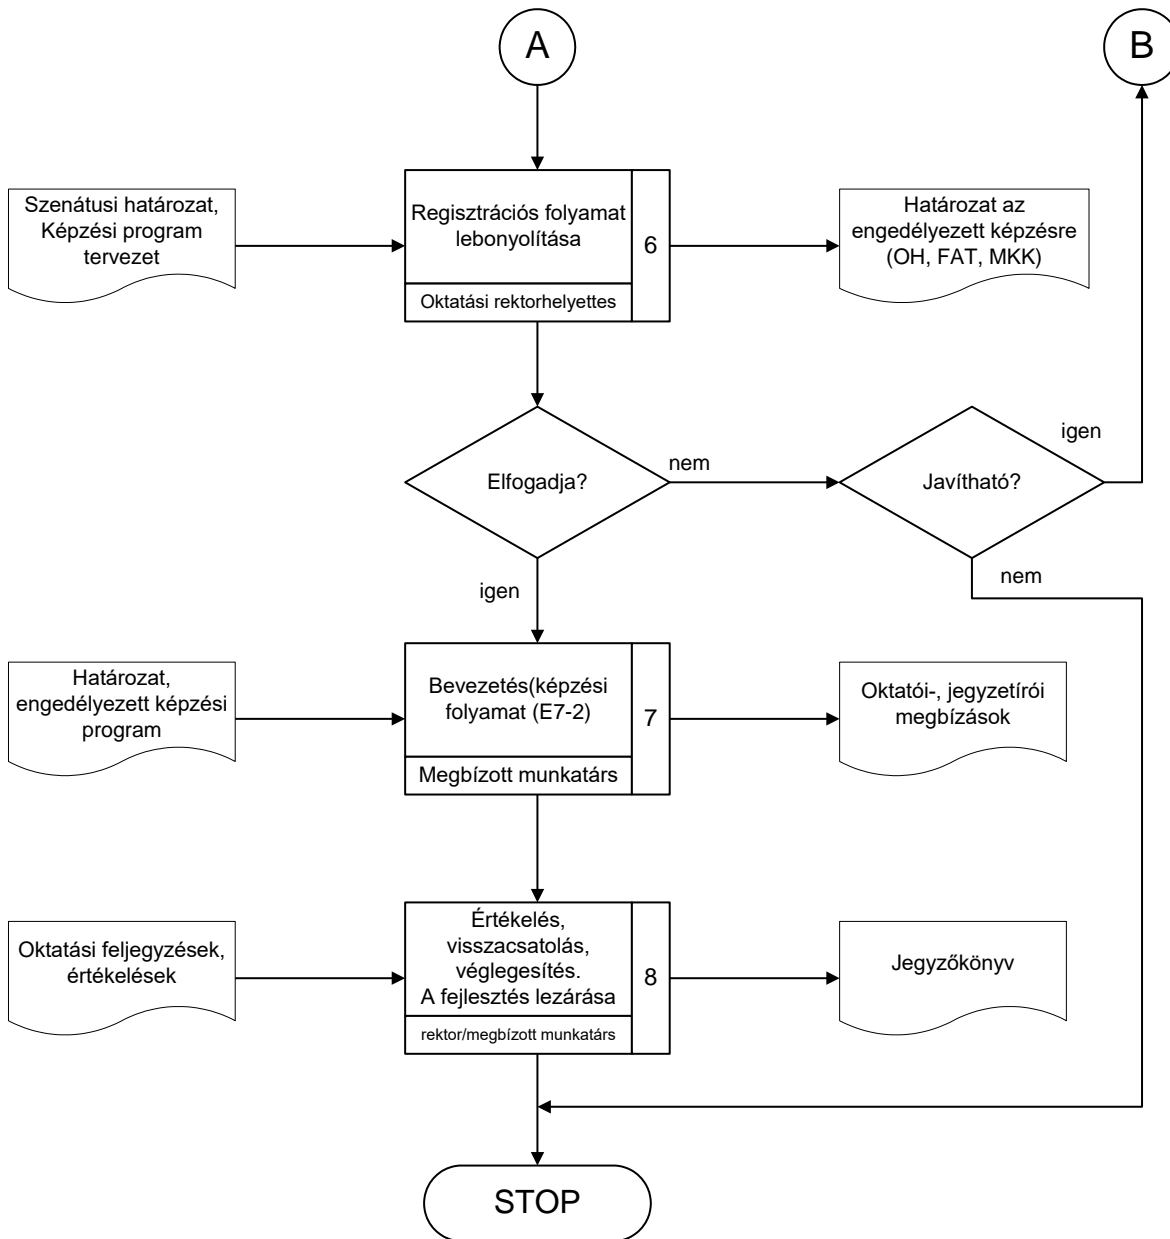 A
B
Szenátusi határozat,
Képzési program
tervezet
Regisztrációs folyamat
lebonyolítása
6
Oktatási rektorhelyettes
Határozat az
engedélyezett képzésre
(OH, FAT, MKK)
Elfogadja?
nem
Javítható?
igen
igen
nem
Határozat,
engedélyezett képzési
program
Bevezetés(képzési
folyamat (E7-2)
7
Megbízott munkatárs
Oktatói-, jegyzetírói
megbízások
Oktatási feljegyzések,
értékelések
Értékelés,
visszacsatolás,
véglegesítés.
A fejlesztés lezárása
8
rektor/megbízott munkatárs
Jegyzőkönyv
STOP